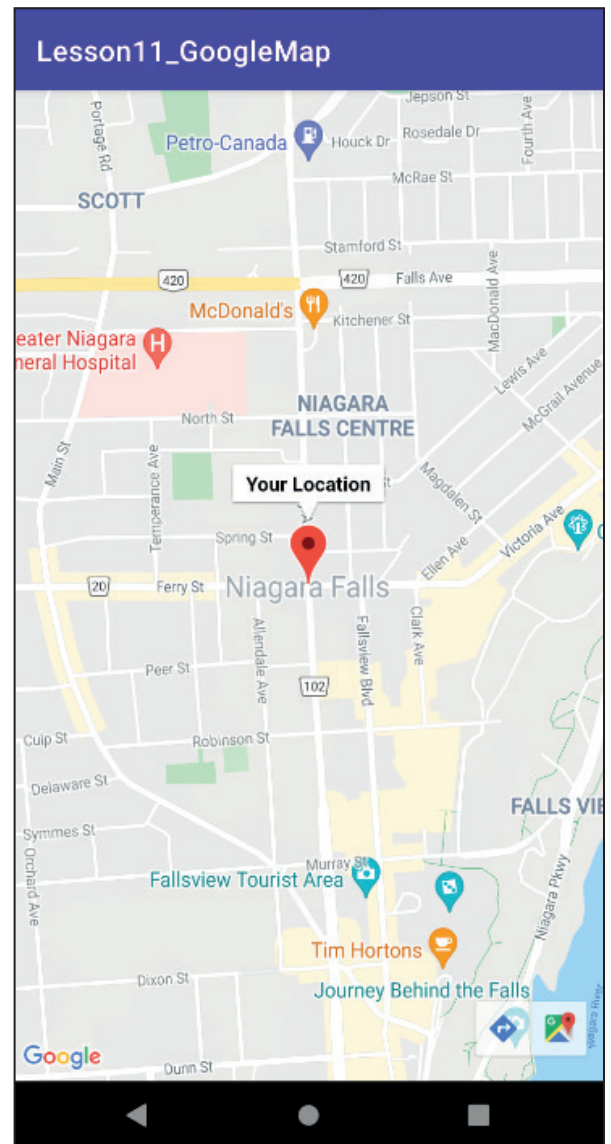 Lesson11_GoogleMap
Jepson St
Portage Rd
Petro-Canada
Houck Dr
Rosedale Dr
Fourth Ave
McRae St
SCOTT
Stamford St
420
420
Falls Ave
MacDonald Ave
McDonald's
Kitchener St
eater Niagara
neral Hospital
H
Lewis Ave
McGrail Avenue
NIAGARA
FALLS CENTRE
North St
Main St
Temperance Ave
Your Location
Magdalen St
Victoria Ave
Spring St
Ellen Ave
20
Ferry St
Niagara Falls
Allendale Ave
Fallsview Blvd
Clark Ave
Peer St
102
Culp St
Robinson St
Delaware St
FALLS VIE
Symmes St
Orchard Ave
Murray St
Fallsview Tourist Area
Niagara Pkwy
Tim Hortons
Dixon St
Journey Behind the Falls
Niagara River
Google
Dunn St